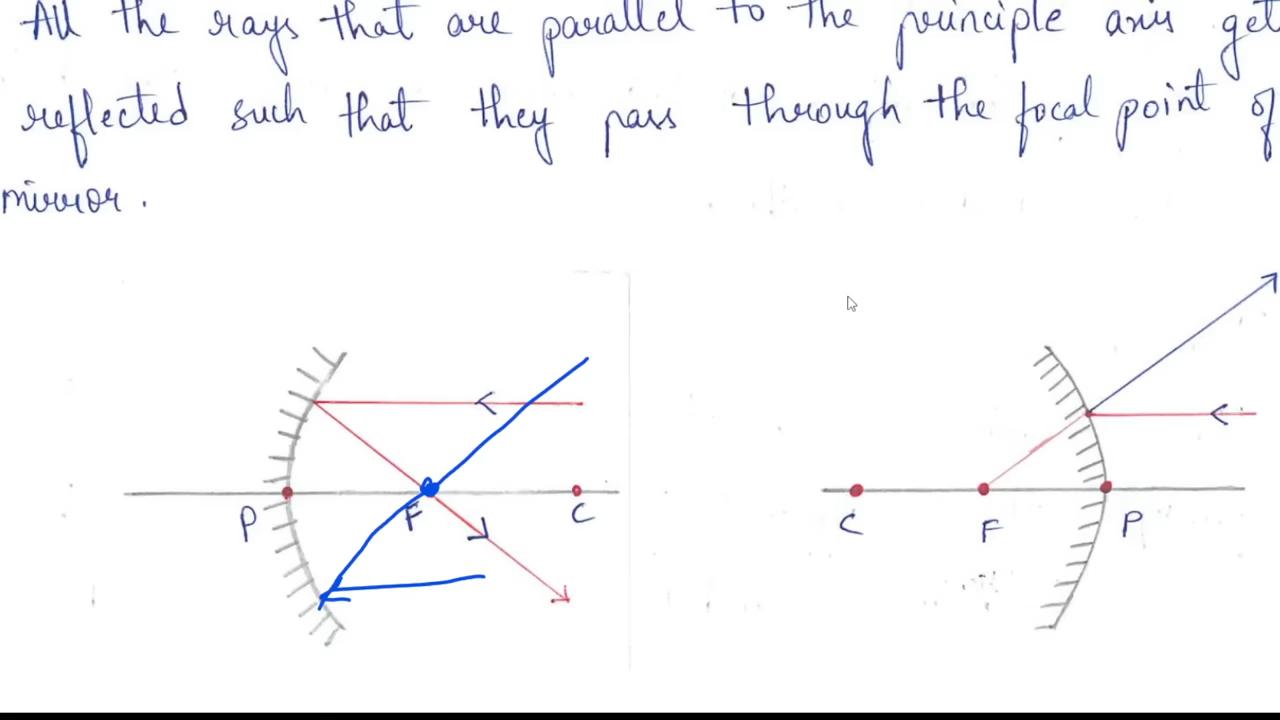 All the rays that are parallel to the principle axis get
reflected such that they pass through the focal point of
mirror.
P F C
C F P